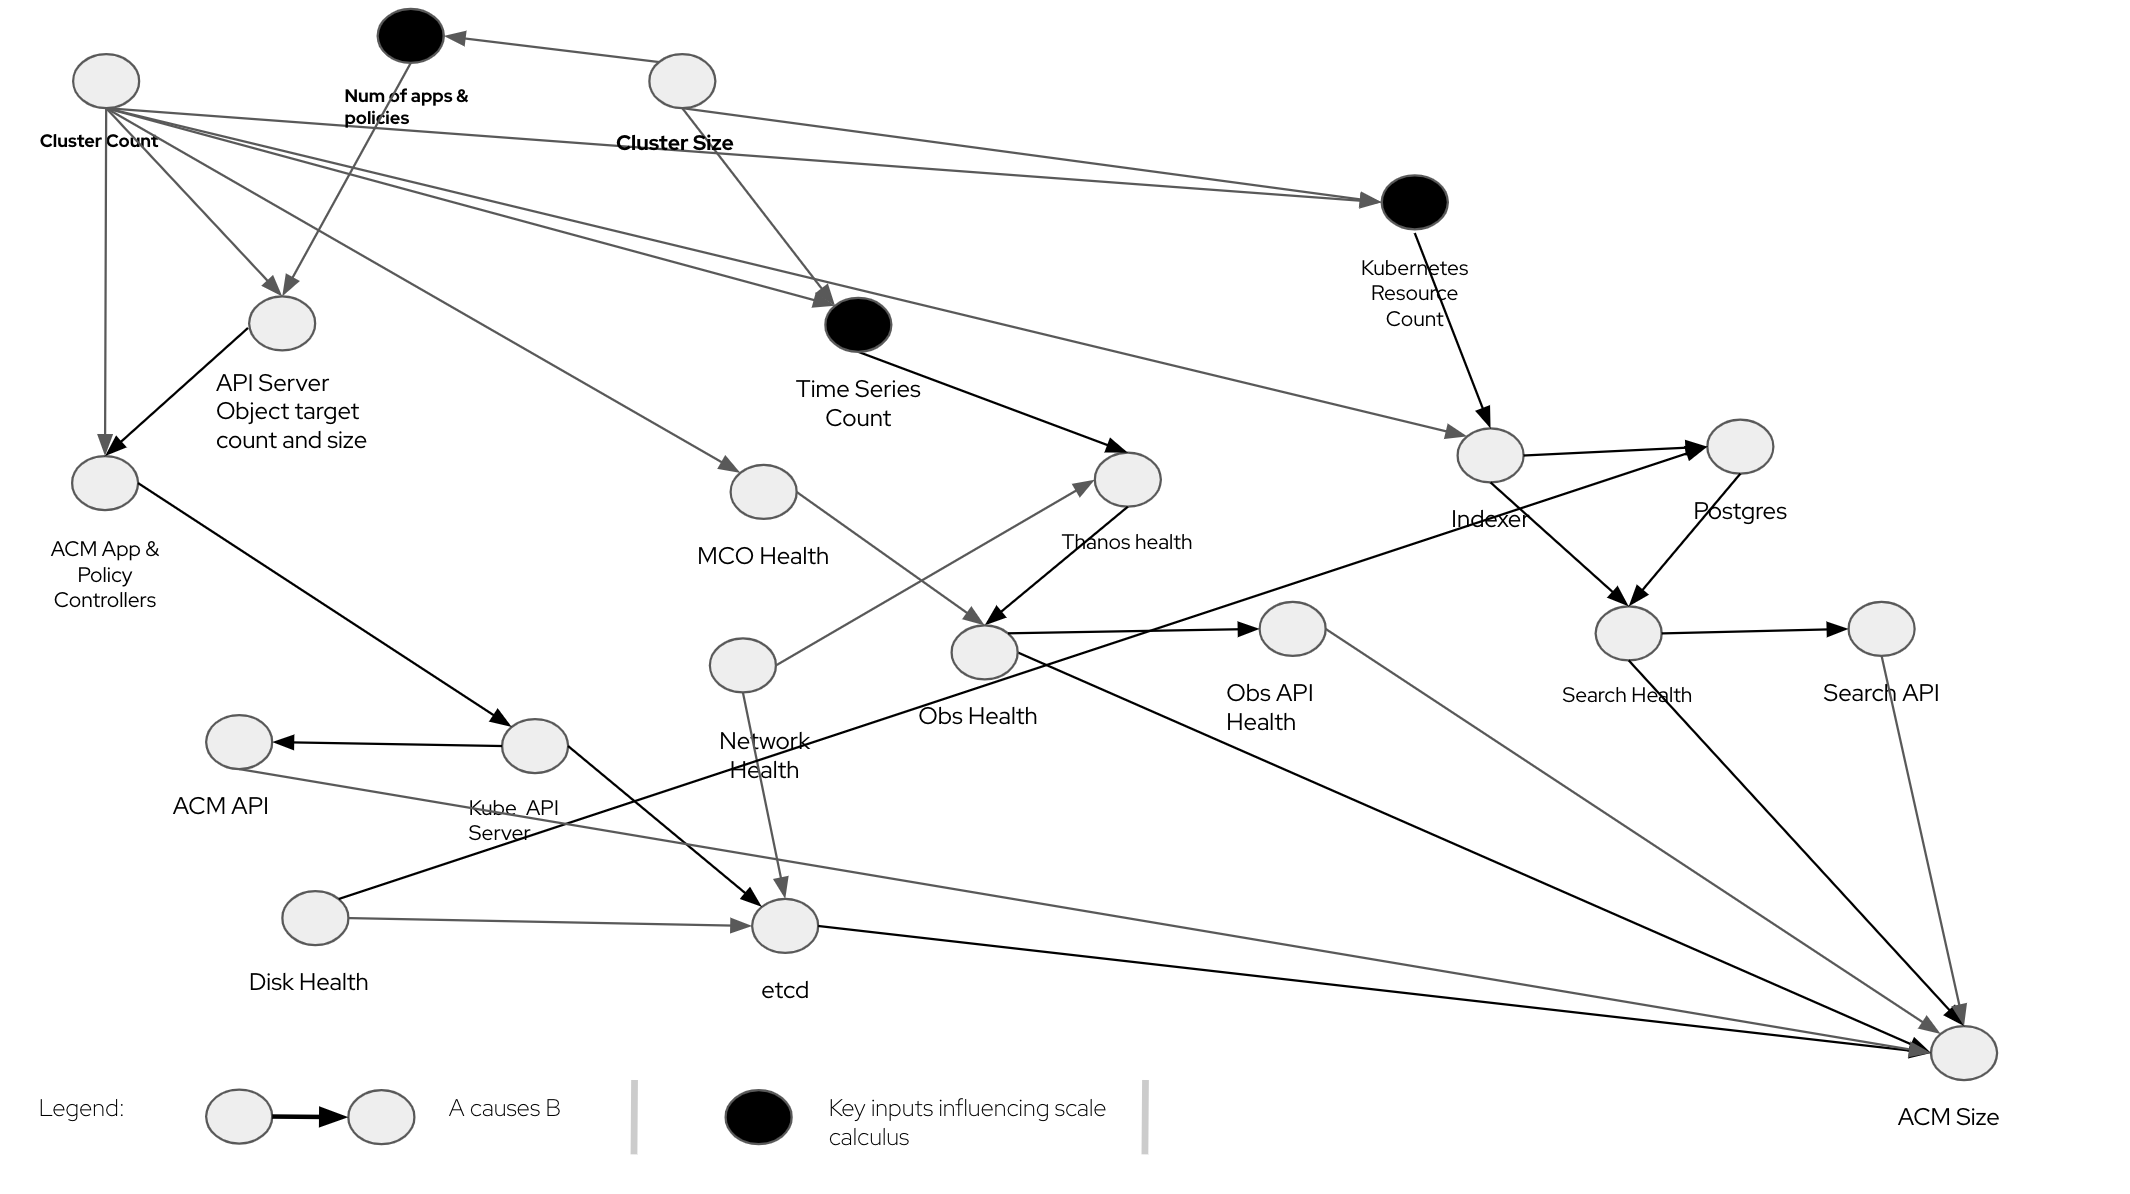 Num of apps &
policies
Cluster Count
Cluster Size
Kubernetes
Resource
Count
API Server
Object target
count and size
Time Series
Count
Indexer
Postgres
ACM App &
Policy
Controllers
MCO Health
Thanos health
Obs Health
Obs API
Health
Search Health
Search API
Network
Health
ACM API
Kube API
Server
Disk Health
etcd
ACM Size
Legend:
A causes B
Key inputs influencing scale
calculus